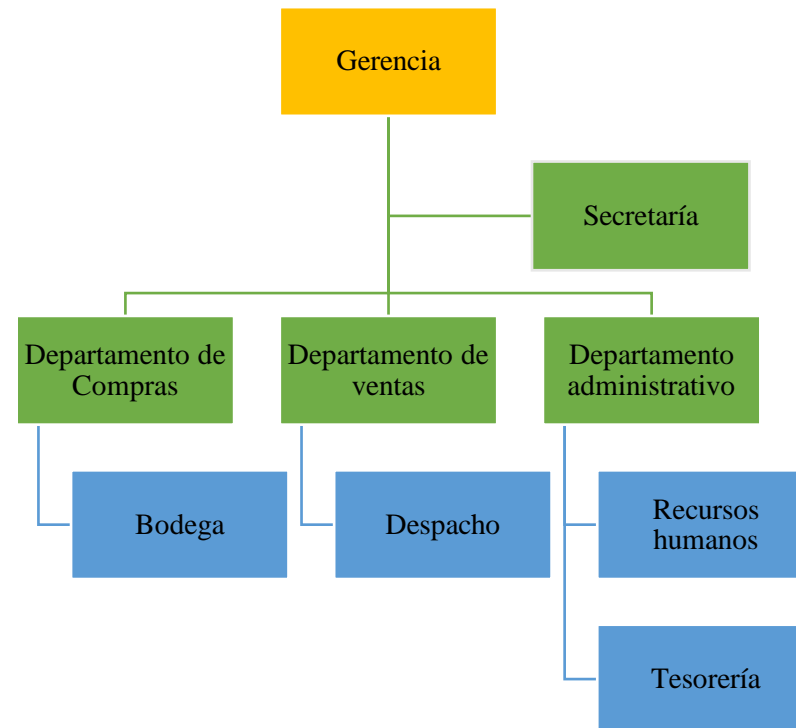 Gerencia
Secretaría
Departamento de
Compras
Departamento de
ventas
Departamento
administrativo
Bodega
Despacho
Recursos
humanos
Tesorería